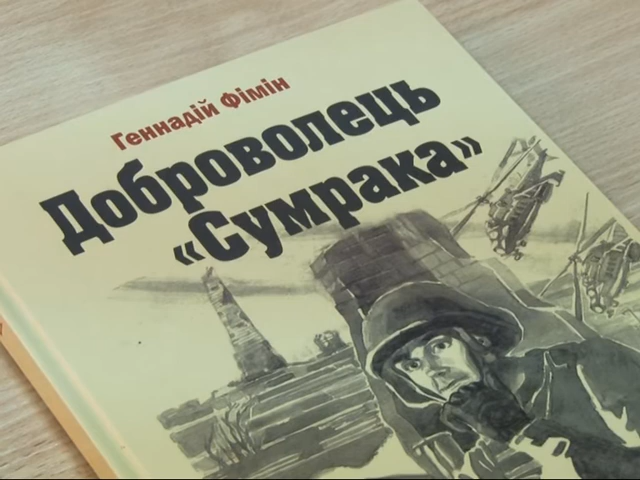 Геннадій Фімін
Доброволець
«Сумрака»